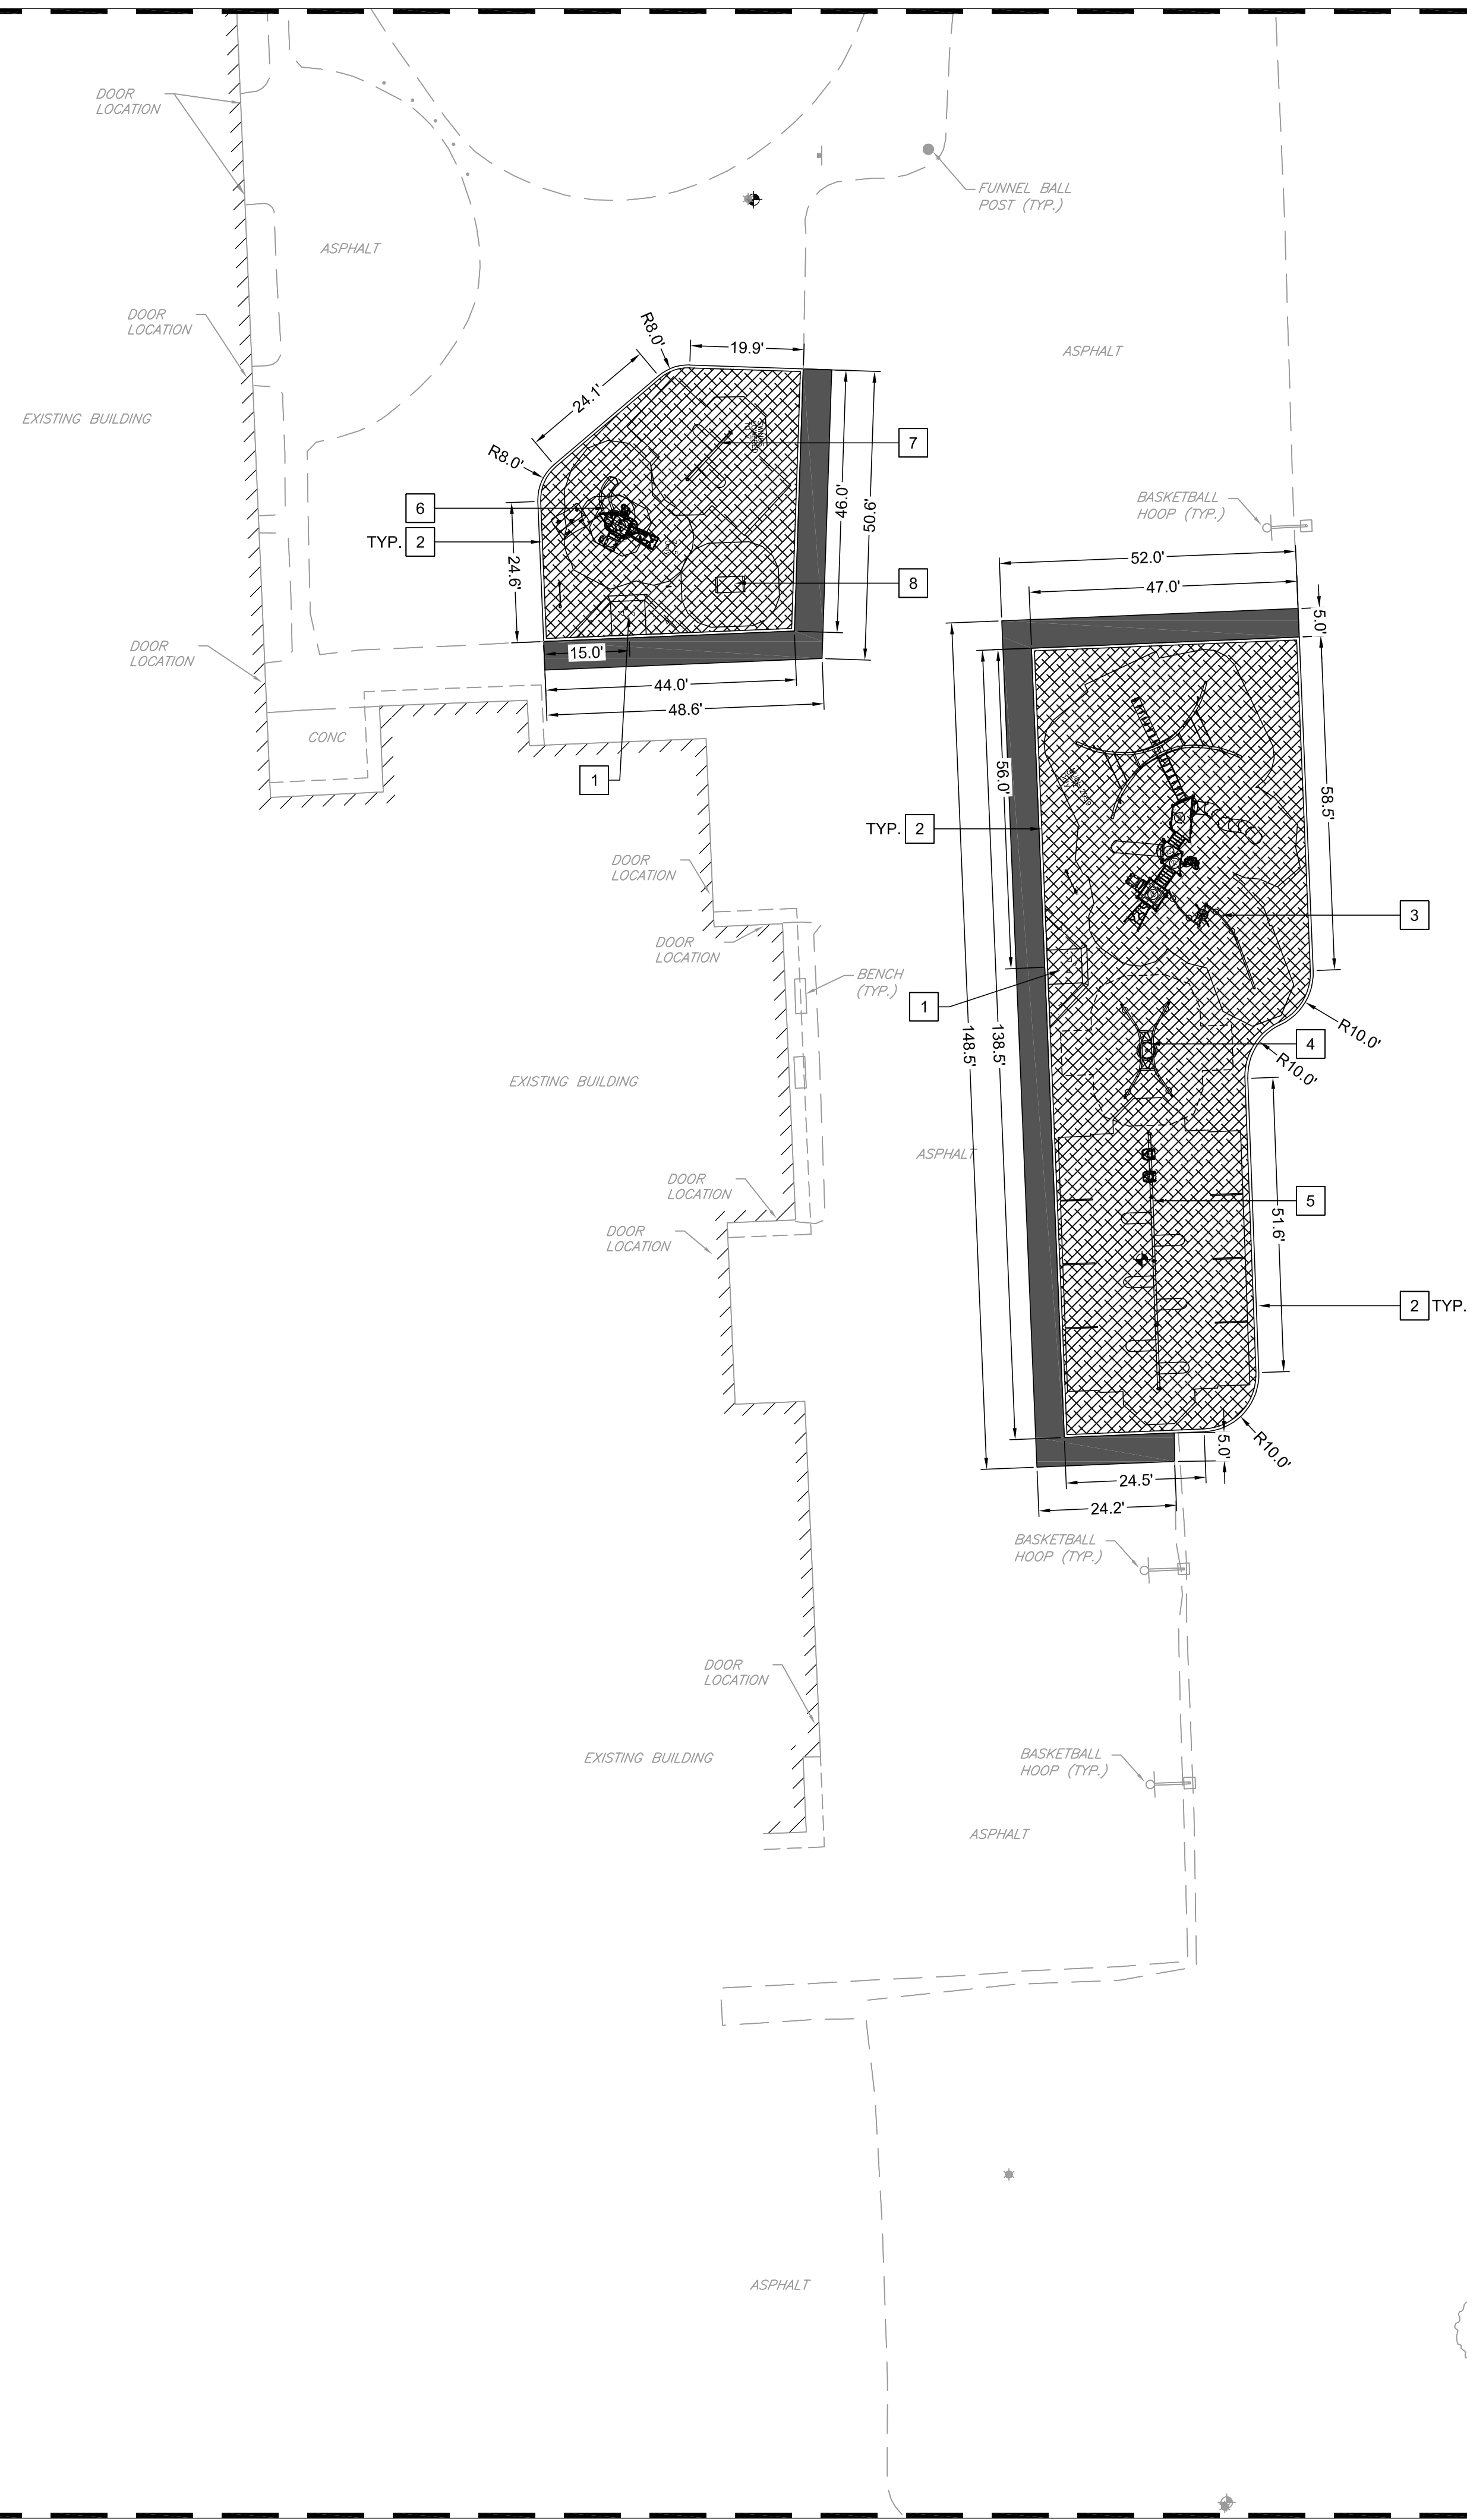 DOOR
LOCATION
FUNNEL BALL
POST (TYP.)
ASPHALT
DOOR
LOCATION
R8.0'
19.9'
ASPHALT
24.1'
EXISTING BUILDING
7
R8.0'
46.0'
50.6'
6
BASKETBALL
HOOP (TYP.)
TYP. 2
24.6'
52.0'
8
47.0'
5.0'
DOOR
LOCATION
15.0'
44.0'
48.6'
CONC
1
56.0'
58.5'
TYP. 2
DOOR
LOCATION
3
DOOR
LOCATION
BENCH
(TYP.)
1
148.5'
138.5'
R10.0'
4
R10.0'
EXISTING BUILDING
ASPHALT
DOOR
LOCATION
5
51.6'
DOOR
LOCATION
2 TYP.
5.0'
R10.0'
24.5'
24.2'
BASKETBALL
HOOP (TYP.)
DOOR
LOCATION
EXISTING BUILDING
BASKETBALL
HOOP (TYP.)
ASPHALT
ASPHALT